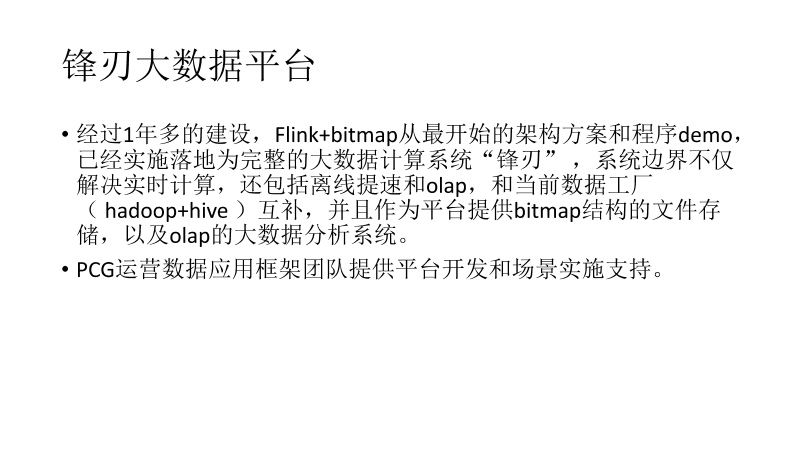 锋刃大数据平台
• 经过1年多的建设，Flink+bitmap从最开始的架构方案和程序demo，
已经实施落地为完整的大数据计算系统“锋刃” ，系统边界不仅
解决实时计算，还包括离线提速和olap，和当前数据工厂
（ hadoop+hive ）互补，并且作为平台提供bitmap结构的文件存
储，以及olap的大数据分析系统。
• PCG运营数据应用框架团队提供平台开发和场景实施支持。